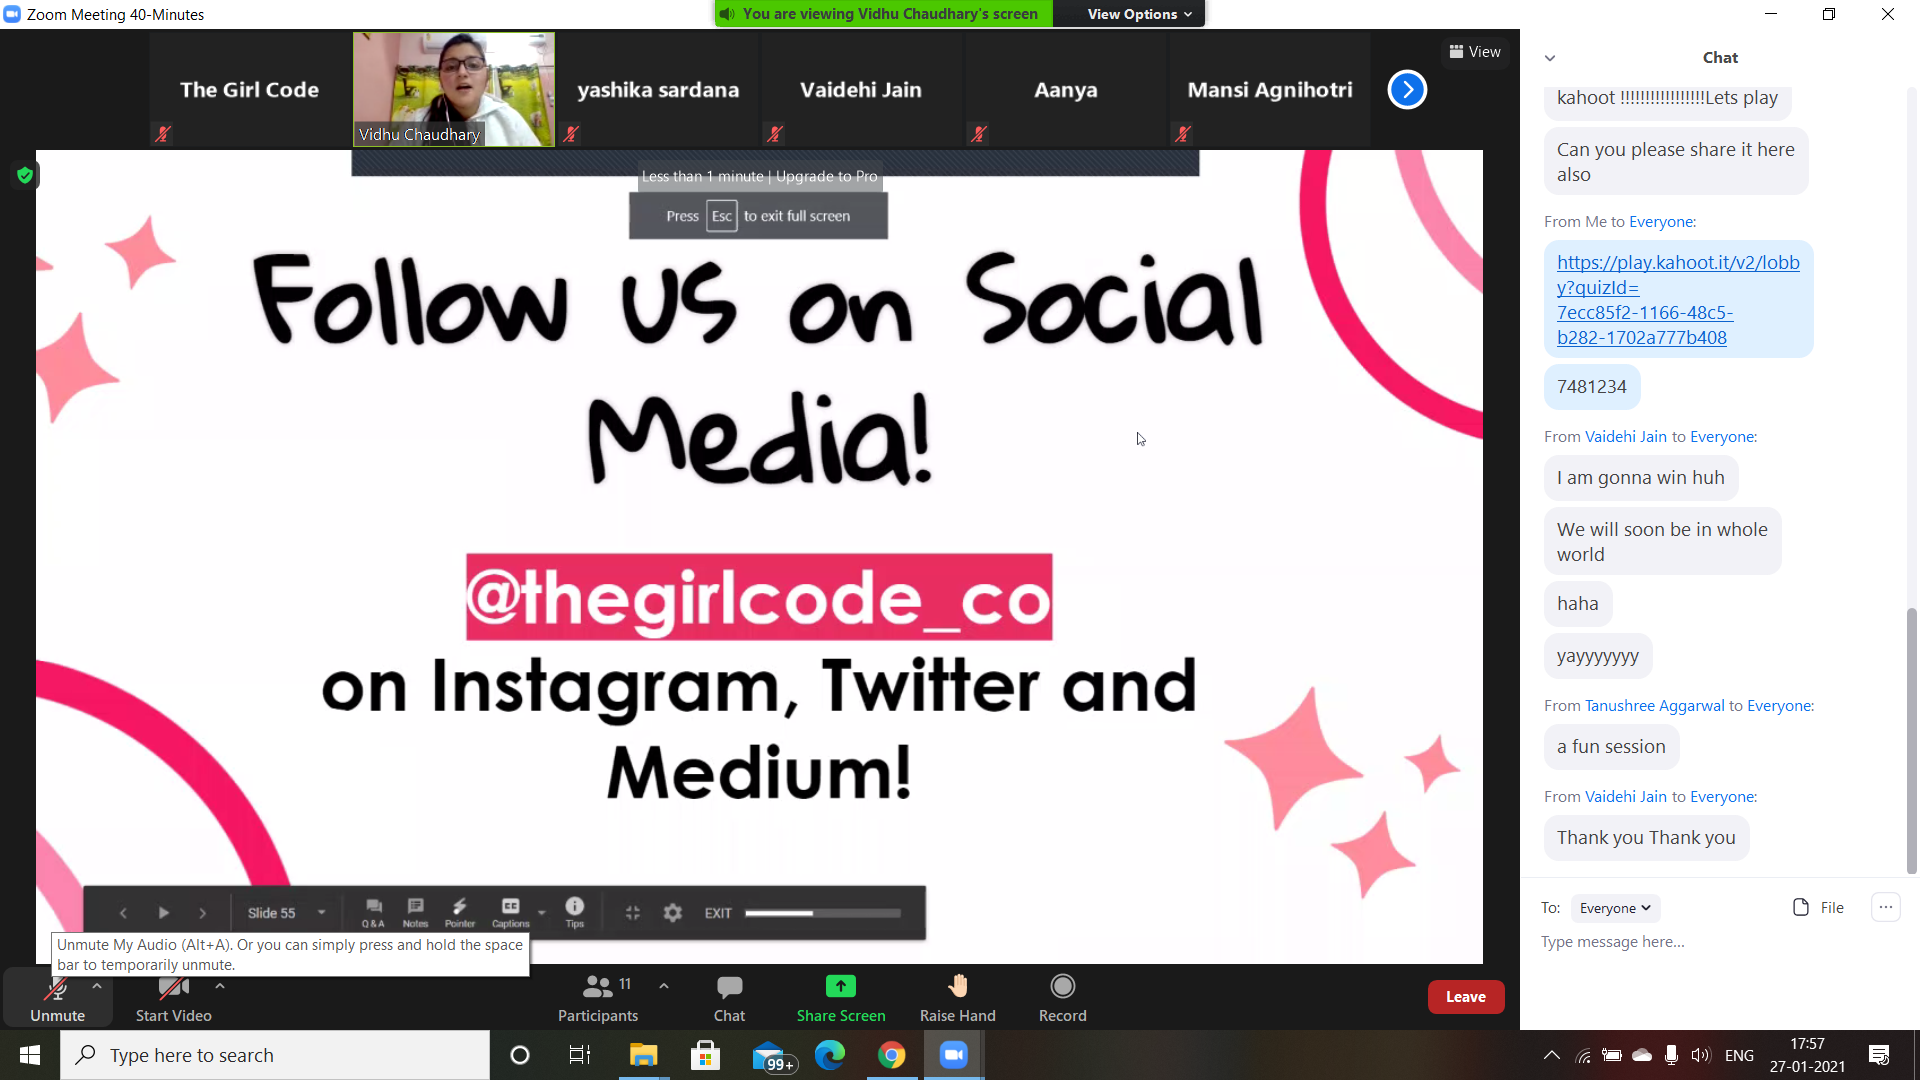 Zoom Meeting 40-Minutes
You are viewing Vidhu Chaudhary's screen
View Options
The Girl Code
Vidhu Chaudhary
yashika sardana
Vaidehi Jain
Aanya
Mansi Agnihotri
View
Less than 1 minute | Upgrade to Pro
Press Esc to exit full screen
Follow us on Social
Media!
@thegirlcode_co
on Instagram, Twitter and
Medium!
Slide 55
Q & A
Notes
Pointer
Captions
Tips
EXIT
Unmute My Audio (Alt+A). Or you can simply press and hold the space
bar to temporarily unmute.
Unmute
Start Video
11
Participants
Chat
Share Screen
Raise Hand
Record
Leave
Chat
kahoot !!!!!!!!!!!!!!!!!Lets play
Can you please share it here
also
From Me to Everyone:
https://play.kahoot.it/v2/lobb
y?quizId=
7ecc85f2-1166-48c5-
b282-1702a777b408
7481234
From Vaidehi Jain to Everyone:
I am gonna win huh
We will soon be in whole
world
haha
yayyyyyyy
From Tanushree Aggarwal to Everyone:
a fun session
From Vaidehi Jain to Everyone:
Thank you Thank you
To: Everyone
File
Type message here...
Type here to search
99+
ENG
17:57
27-01-2021